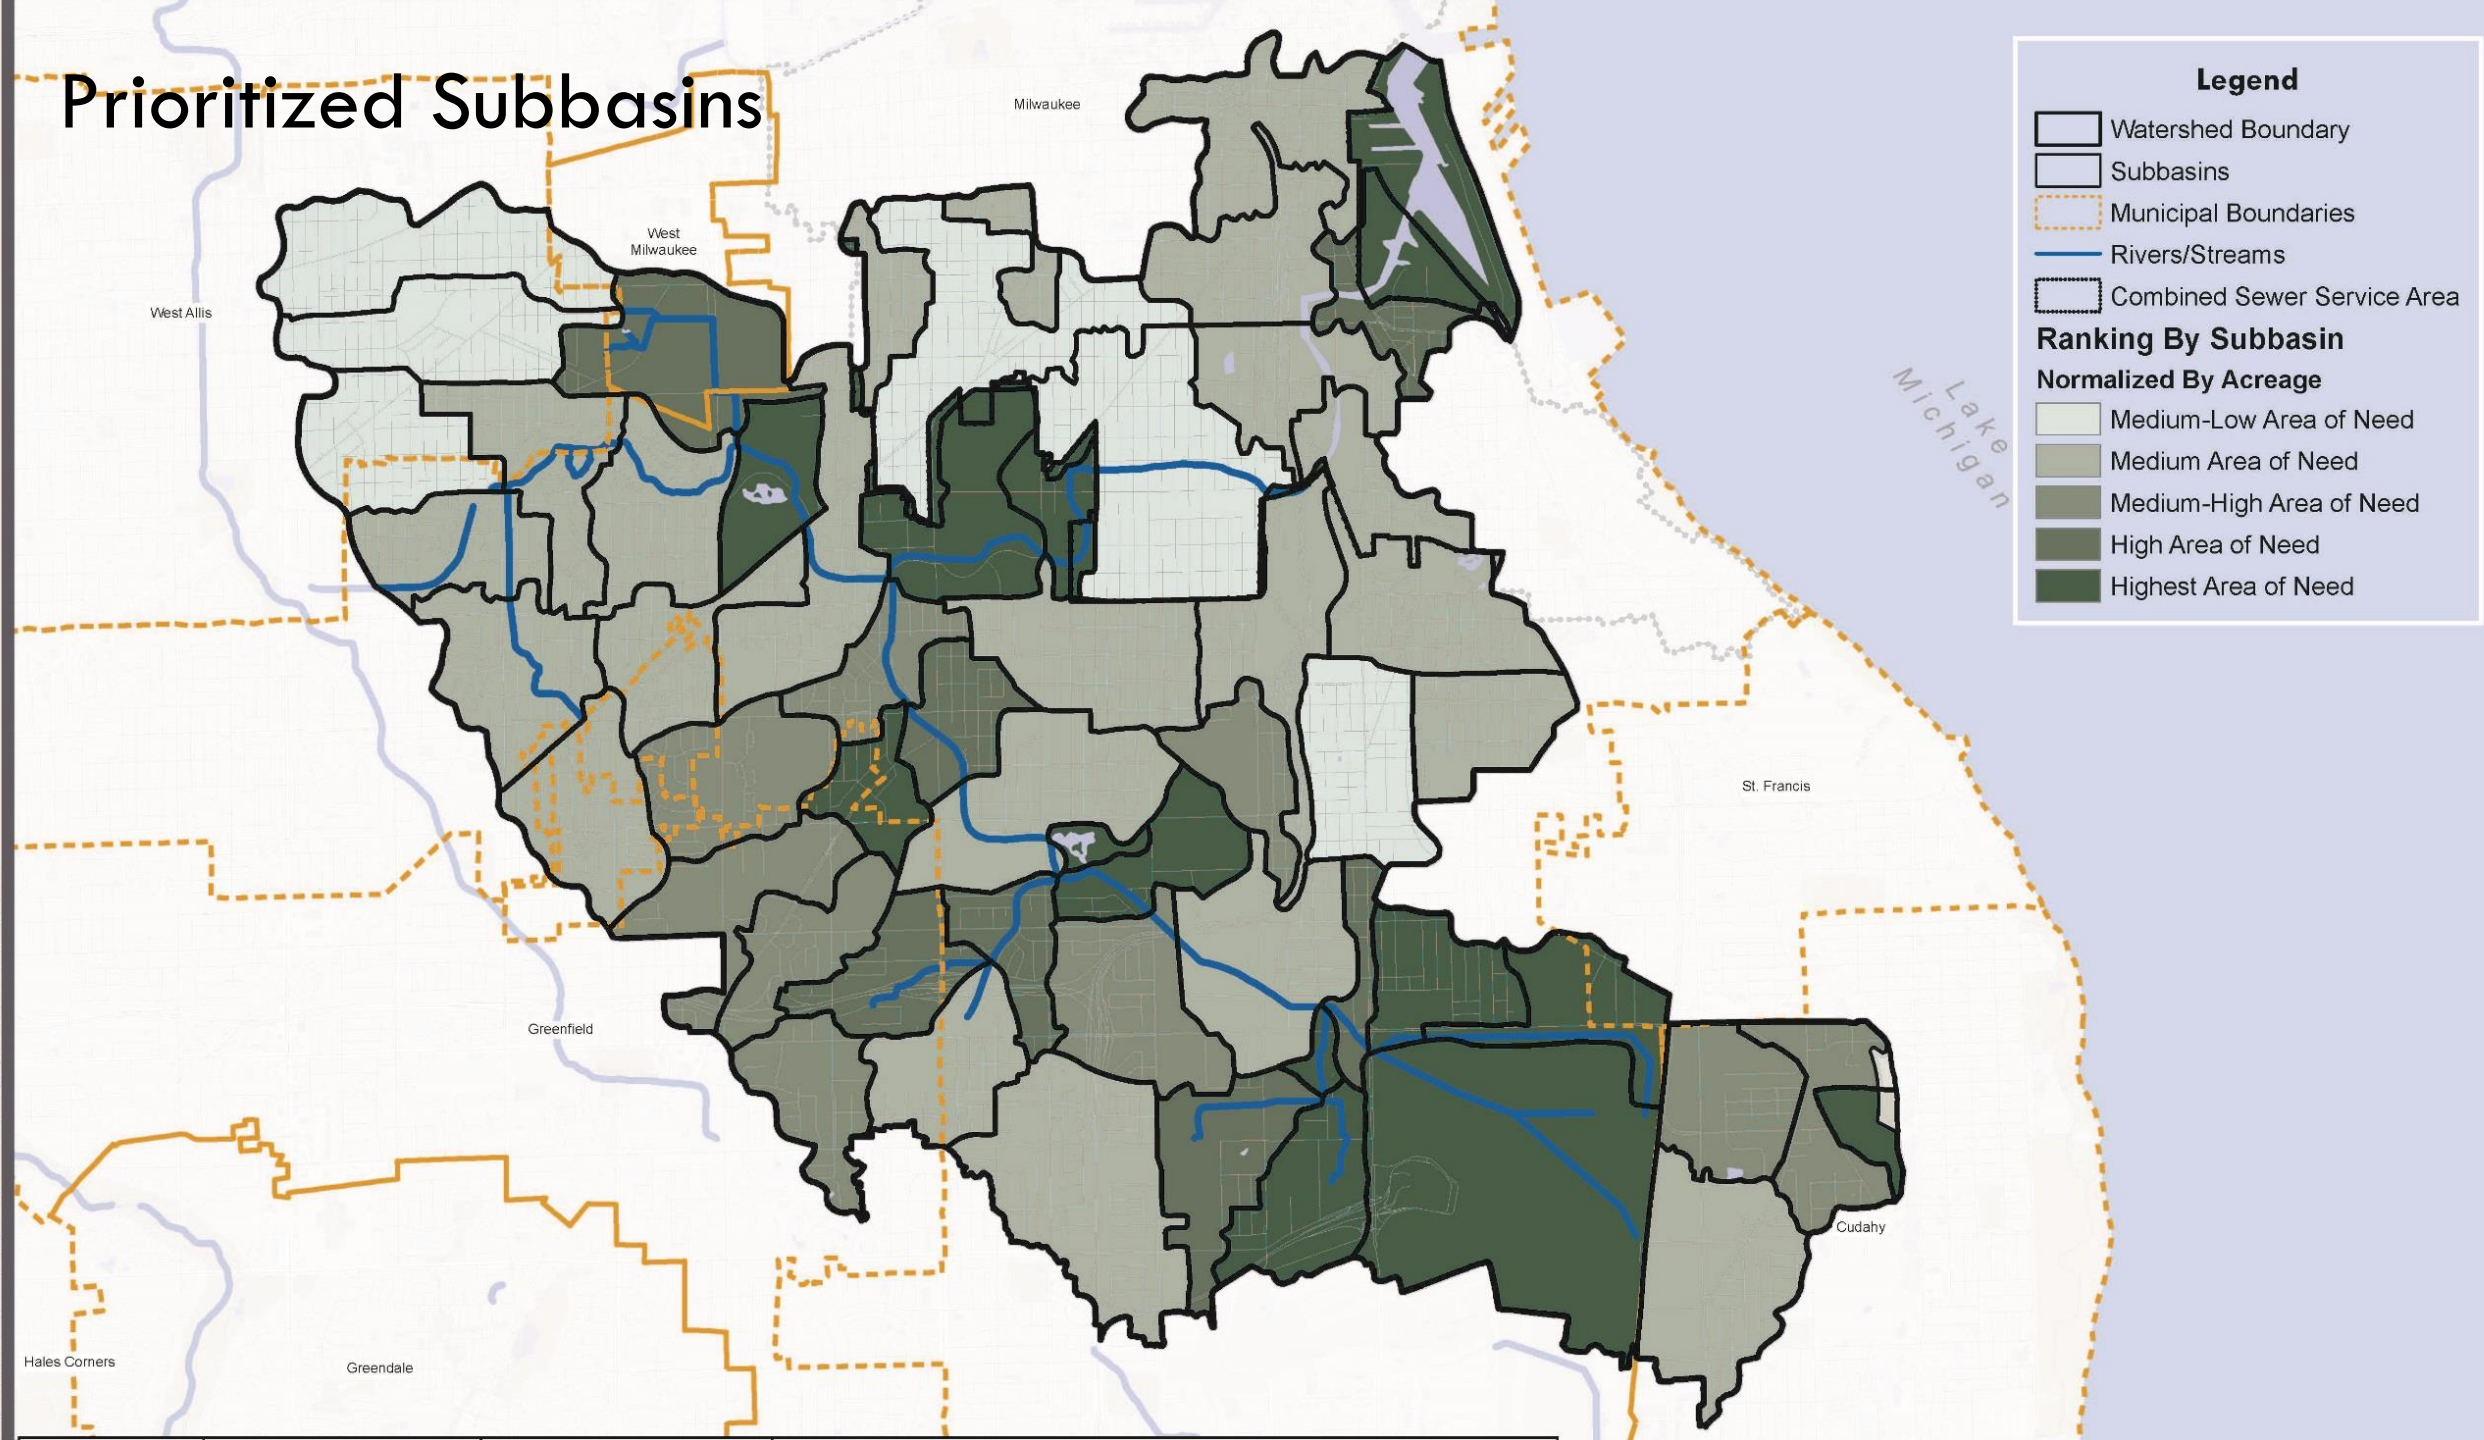 Prioritized Subbasins
Milwaukee
West
Milwaukee
West Allis
Lake
Michigan
St. Francis
Greenfield
Cudahy
Hales Corners
Greendale
Legend
Watershed Boundary
Subbasins
Municipal Boundaries
Rivers/Streams
Combined Sewer Service Area
Ranking By Subbasin
Normalized By Acreage
Medium-Low Area of Need
Medium Area of Need
Medium-High Area of Need
High Area of Need
Highest Area of Need